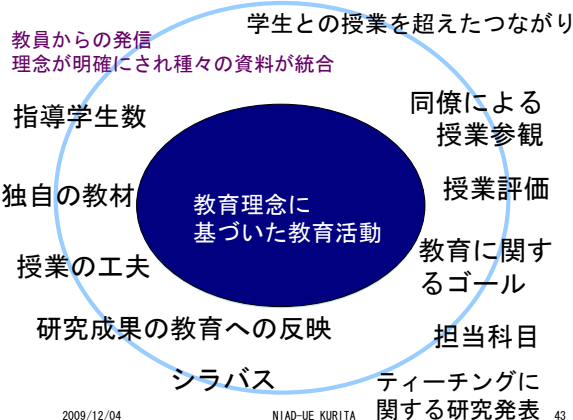 学生との授業を超えたつながり
教員からの発信
理念が明確にされ種々の資料が統合
指導学生数
同僚による
授業参観
独自の教材
教育理念に
基づいた教育活動
授業評価
授業の工夫
教育に関す
るゴール
研究成果の教育への反映
担当科目
シラバス
ティーチングに
関する研究発表
2009/12/04
NIAD-UE KURITA
43